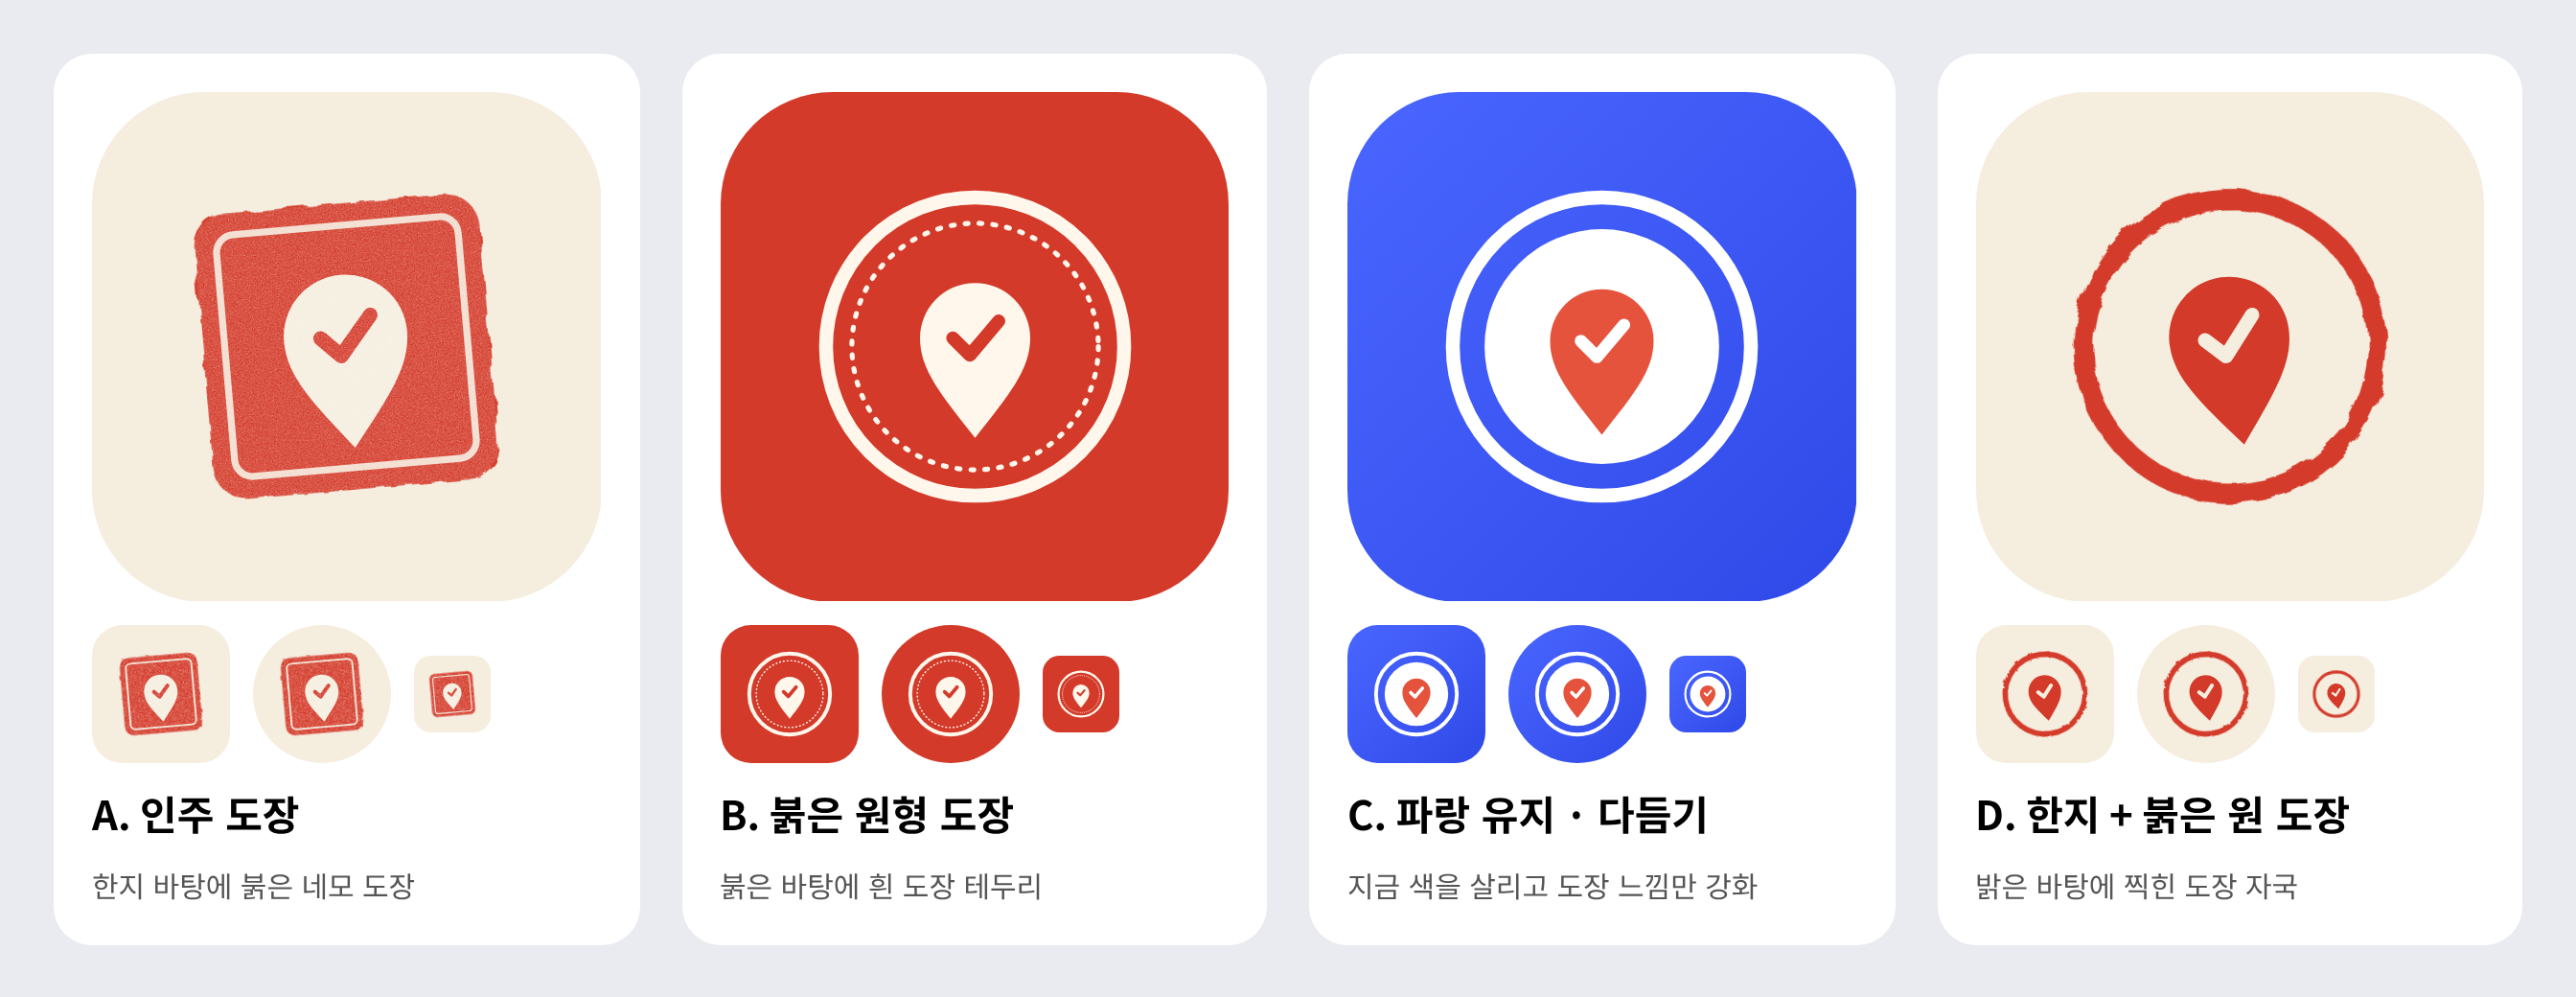 A. 인주 도장
한지 바탕에 붉은 네모 도장
B. 붉은 원형 도장
붉은 바탕에 흰 도장 테두리
C. 파랑 유지 · 다듬기
지금 색을 살리고 도장 느낌만 강화
D. 한지 + 붉은 원 도장
밝은 바탕에 찍힌 도장 자국